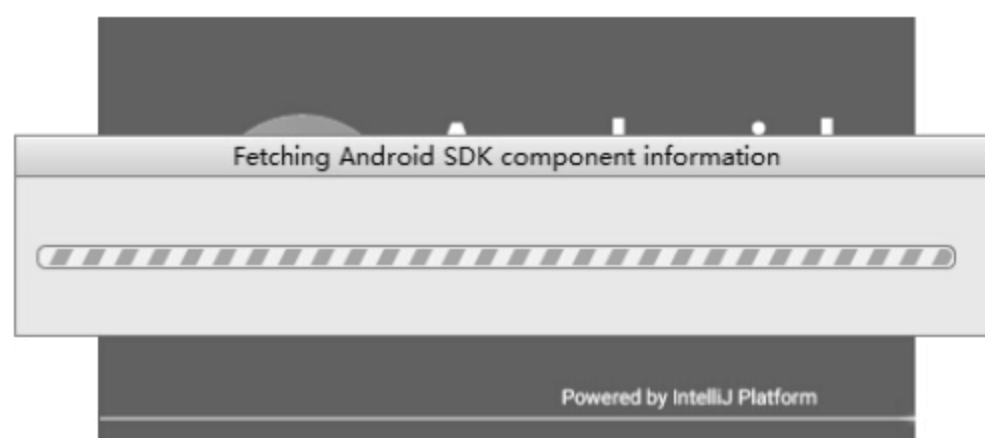 Fetching Android SDK component information
Powered by IntelliJ Platform